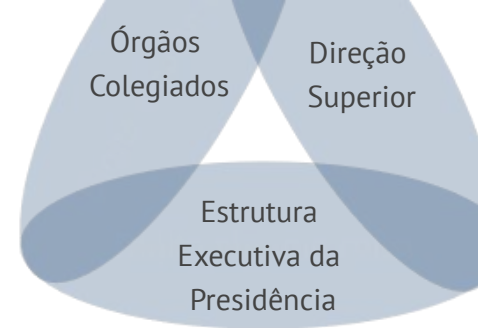 Órgãos
Colegiados
Direção
Superior
Estrutura
Executiva da
Presidência